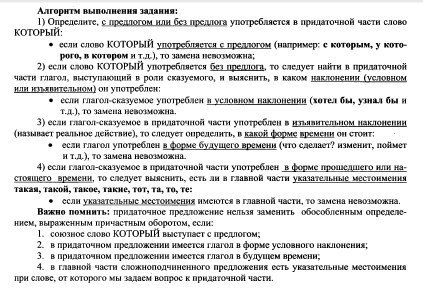 Алгоритм выполнения задания:
1) Определите, с предлогом или без предлога употребляется в придаточной части слово
КОТОРЫЙ:
• если слово КОТОРЫЙ употребляется с предлогом (например: с которым, у кото-
рого, в котором и т.д.), то замена невозможна;
2) если слово КОТОРЫЙ употребляется без предлога, то следует найти в придаточной
части глагол, выступающий в роли сказуемого, и выяснить, в каком наклонении (условном
или изъявительном) он употреблен:
• если глагол-сказуемое употреблен в условном наклонении (хотел бы, узнал бы и
т.д.), то замена невозможна.
3) если глагол-сказуемое в придаточной части употреблен в изъявительном наклонении
(называет реальное действие), то следует определить, в какой форме времени он стоит:
• если глагол употреблен в форме будущего времени (что сделает? изменит, поймет
и т.д.), то замена невозможна.
4) если глагол-сказуемое в придаточной части употреблен в форме прошедшего или на-
стоящего времени, то следует выяснить, есть ли в главной части указательные местоимения
такая, такой, такое, такие, тот, та, то, те:
• если указательные местоимения имеются в главной части, то замена невозможна.
Важно помнить: придаточное предложение нельзя заменить обособленным определе-
нием, выраженным причастным оборотом, если:
1. союзное слово КОТОРЫЙ выступает с предлогом;
2. в придаточном предложении имеется глагол в форме условного наклонения;
3. в придаточном предложении имеется глагол в будущем времени;
4. в главной части сложноподчиненного предложения есть указательные местоимения
при слове, от которого мы задаем вопрос к придаточной части.